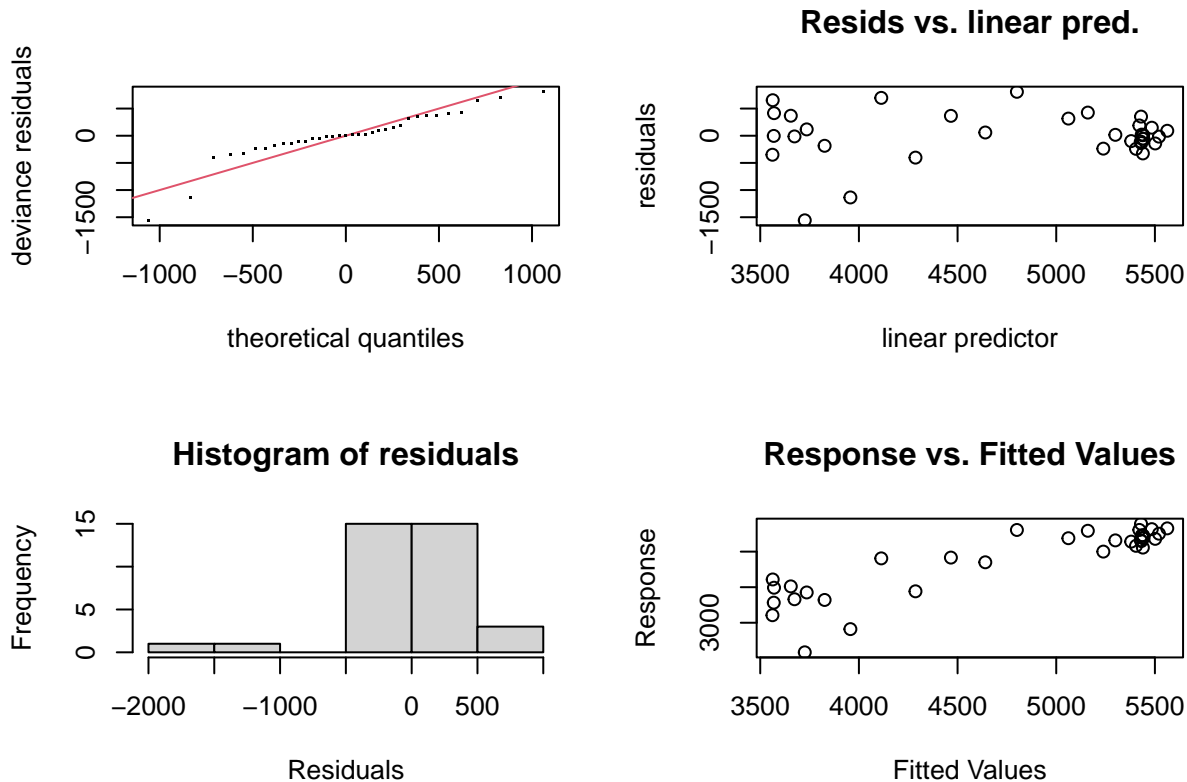 deviance residuals
−1500
0
−1000
−500
0
500
1000
theoretical quantiles
Resids vs. linear pred.
residuals
−1500
0
3500
4000
4500
5000
5500
linear predictor
Histogram of residuals
Frequency
0
5
15
−2000
−1000
0
500
Residuals
Response vs. Fitted Values
Response
3000
3500
4000
4500
5000
5500
Fitted Values